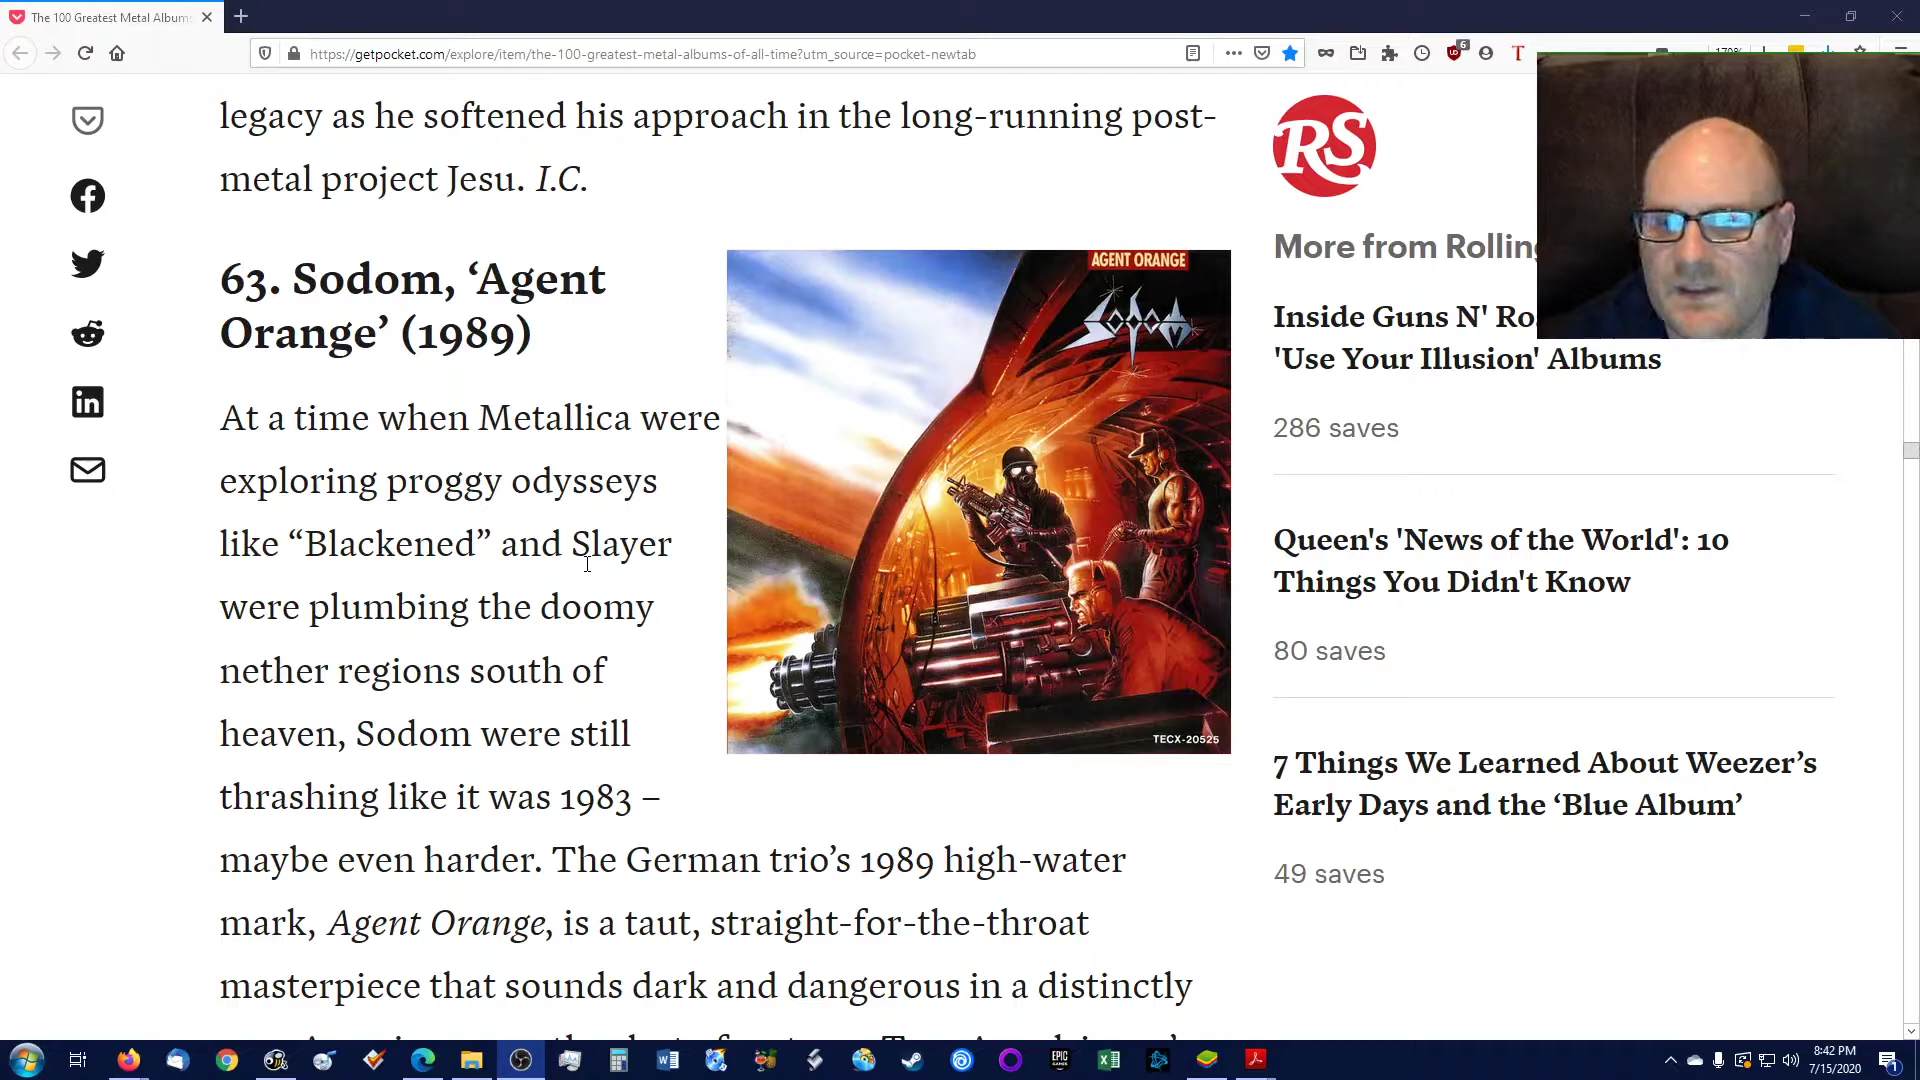 The 100 Greatest Metal Albums
https://getpocket.com/explore/item/the-100-greatest-metal-albums-of-all-time?utm_source=pocket-newtab
6
T
legacy as he softened his approach in the long-running post-
metal project Jesu. I.C.
63. Sodom, ‘Agent
Orange’ (1989)
At a time when Metallica were
exploring proggy odysseys
like “Blackened” and Slayer
were plumbing the doomy
nether regions south of
heaven, Sodom were still
thrashing like it was 1983 –
maybe even harder. The German trio’s 1989 high-water
mark, Agent Orange, is a taut, straight-for-the-throat
masterpiece that sounds dark and dangerous in a distinctly
AGENT ORANGE
SODOM
TECX-20525
RS
More from Rolling
Inside Guns N' Ro
'Use Your Illusion' Albums
286 saves
Queen's 'News of the World': 10
Things You Didn't Know
80 saves
7 Things We Learned About Weezer’s
Early Days and the ‘Blue Album’
49 saves
EPIC
GAMES
8:42 PM
7/15/2020
1